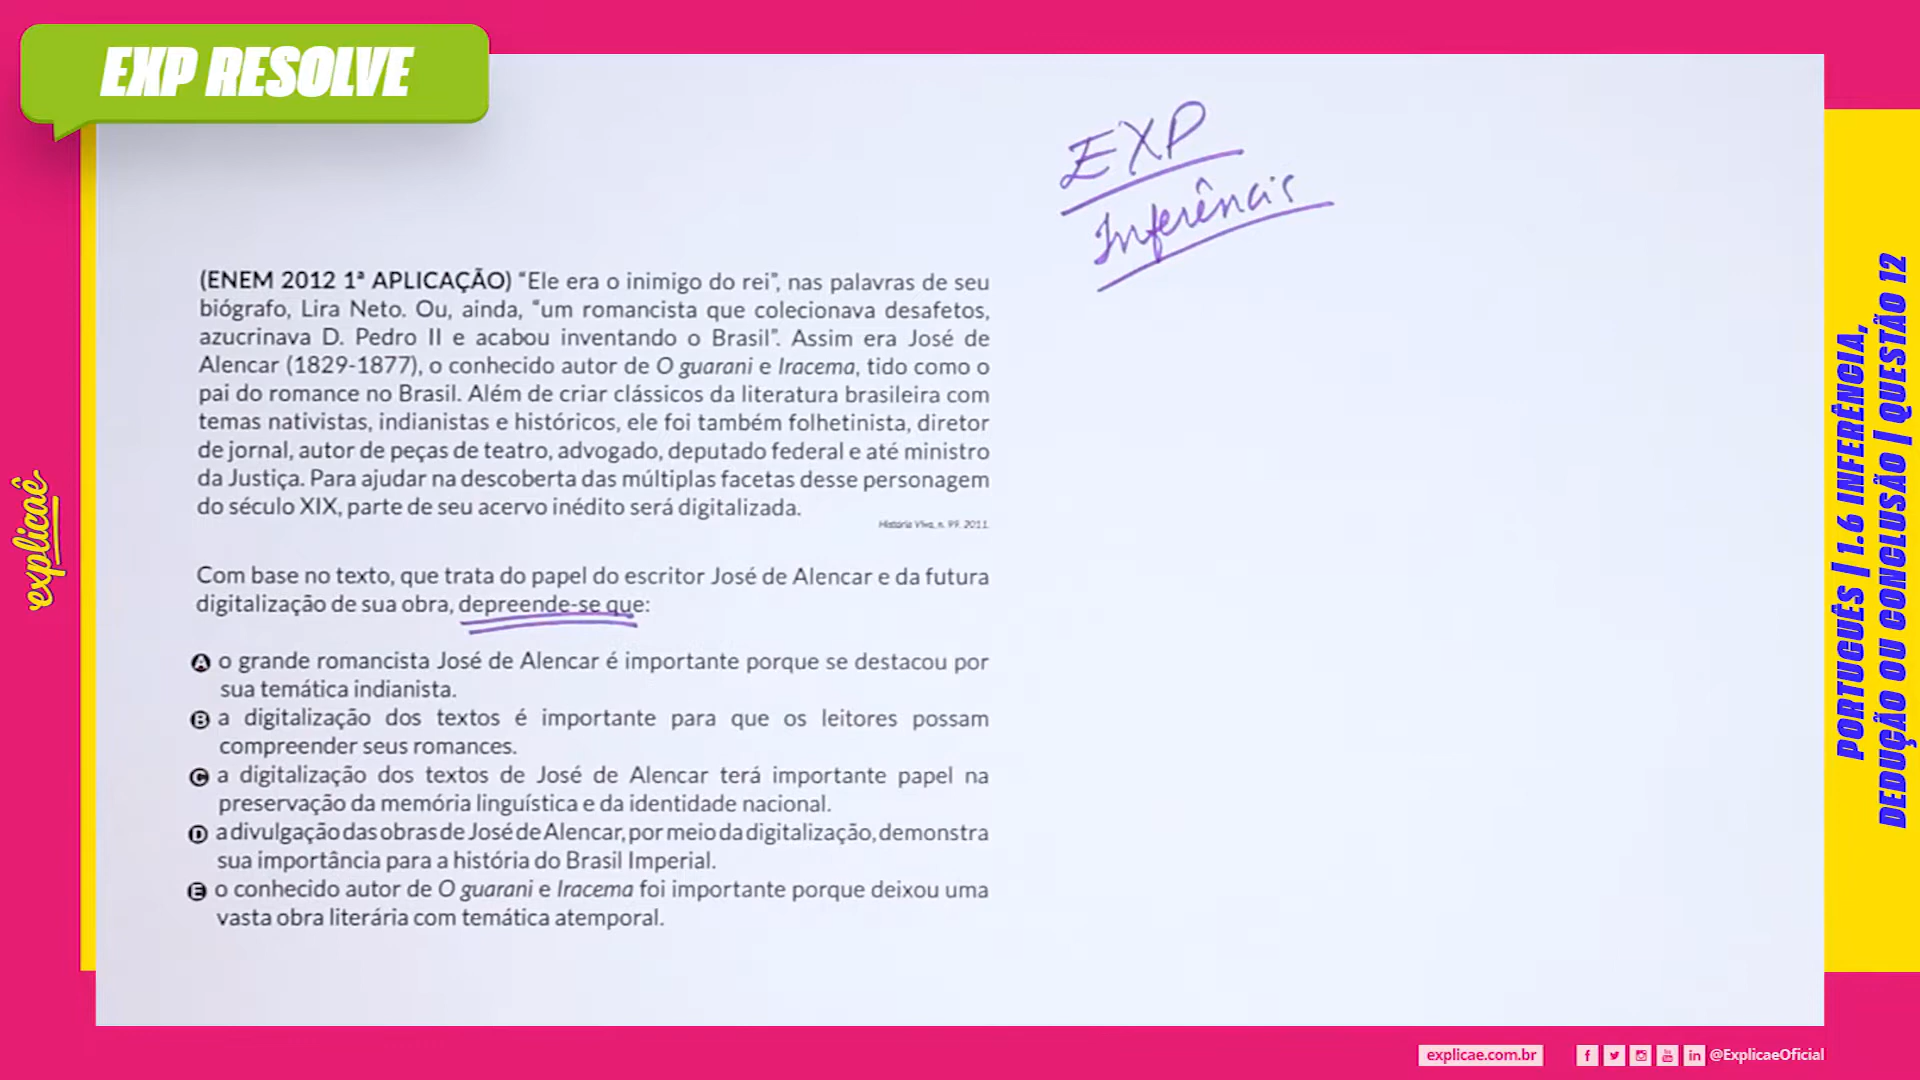 EXP RESOLVE
EXP
Inferências
(ENEM 2012 1ª APLICAÇÃO) “Ele era o inimigo do rei”, nas palavras de seu
biógrafo, Lira Neto. Ou, ainda, “um romancista que colecionava desafetos,
azucrinava D. Pedro II e acabou inventando o Brasil”. Assim era José de
Alencar (1829-1877), o conhecido autor de O guarani e Iracema, tido como o
pai do romance no Brasil. Além de criar clássicos da literatura brasileira com
temas nativistas, indianistas e históricos, ele foi também folhetinista, diretor
de jornal, autor de peças de teatro, advogado, deputado federal e até ministro
da Justiça. Para ajudar na descoberta das múltiplas facetas desse personagem
do século XIX, parte de seu acervo inédito será digitalizada.
História Viva, n. 99, 2011.
Com base no texto, que trata do papel do escritor José de Alencar e da futura
digitalização de sua obra, depreende-se que:
A o grande romancista José de Alencar é importante porque se destacou por
sua temática indianista.
B a digitalização dos textos é importante para que os leitores possam
compreender seus romances.
C a digitalização dos textos de José de Alencar terá importante papel na
preservação da memória linguística e da identidade nacional.
D a divulgação das obras de José de Alencar, por meio da digitalização, demonstra
sua importância para a história do Brasil Imperial.
E o conhecido autor de O guarani e Iracema foi importante porque deixou uma
vasta obra literária com temática atemporal.
explicaê
PORTUGUÊS | 1.6 INFERÊNCIA,
DEDUÇÃO OU CONCLUSÃO | QUESTÃO 12
explicae.com.br
@ExplicaeOficial